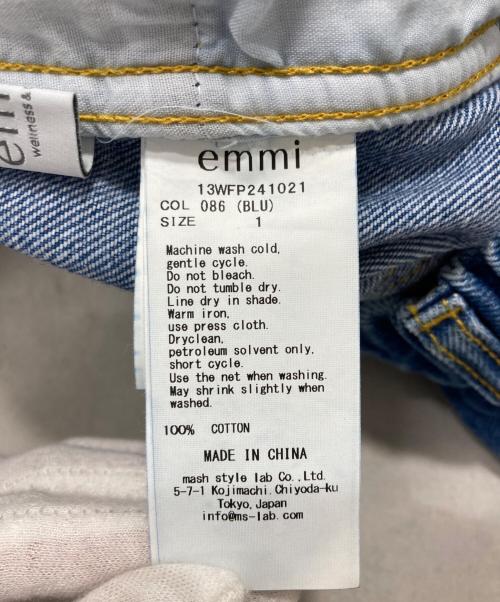 emmi
13WFP241021
COL 086 (BLU)
SIZE 1
Machine wash cold,
gentle cycle.
Do not bleach.
Do not tumble dry.
Line dry in shade.
Warm iron,
use press cloth.
Dryclean,
petroleum solvent only,
short cycle.
Use the net when washing.
May shrink slightly when
washed.
100% COTTON
MADE IN CHINA
mash style lab Co.,Ltd.
5-7-1 Kojimachi.Chiyoda-ku
Tokyo,Japan
info@ms-lab.com
wellness &